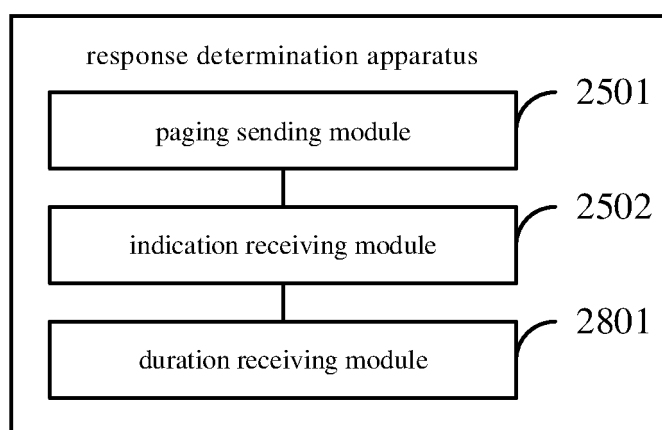 response determination apparatus
2501
paging sending module
2502
indication receiving module
2801
duration receiving module